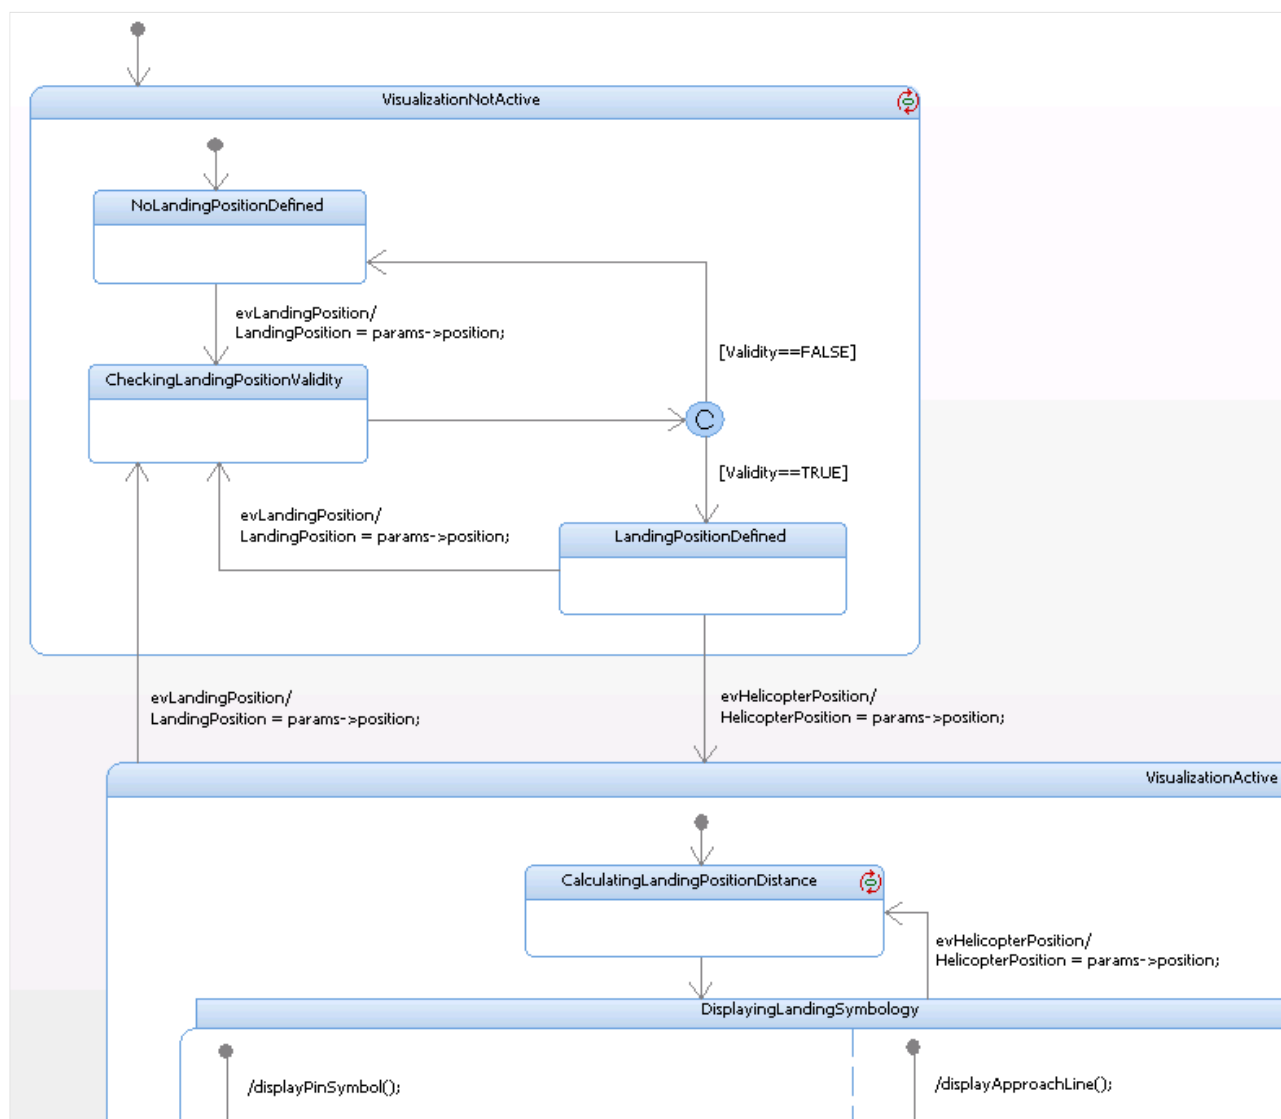 VisualizationNotActive
NoLandingPositionDefined
evLandingPosition/
LandingPosition = params->position;
[Validity==FALSE]
CheckingLandingPositionValidity
C
[Validity==TRUE]
evLandingPosition/
LandingPosition = params->position;
LandingPositionDefined
evLandingPosition/
LandingPosition = params->position;
evHelicopterPosition/
HelicopterPosition = params->position;
VisualizationActive
CalculatingLandingPositionDistance
evHelicopterPosition/
HelicopterPosition = params->position;
DisplayingLandingSymbology
/displayPinSymbol();
/displayApproachLine();